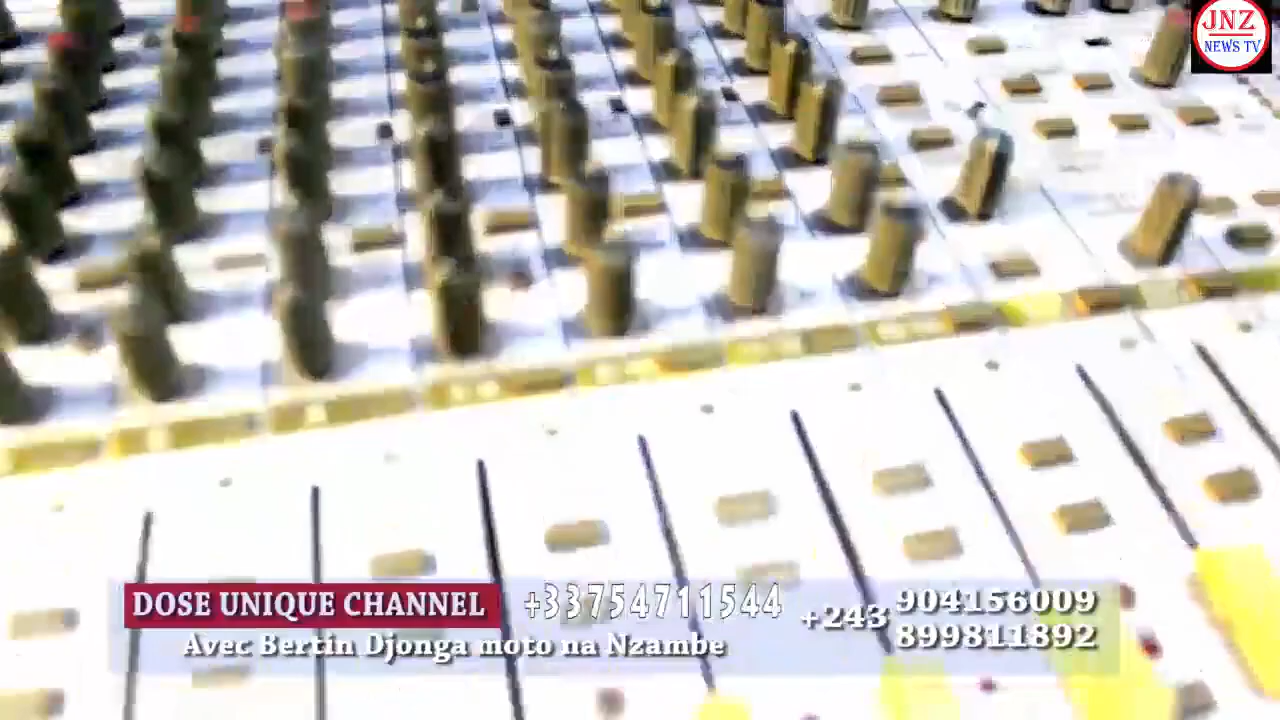 JNZ
NEWS TV
DOSE UNIQUE CHANNEL
+33754711544
+243
904156009
899811892
Avec Bertin Djonga moto na Nzambe